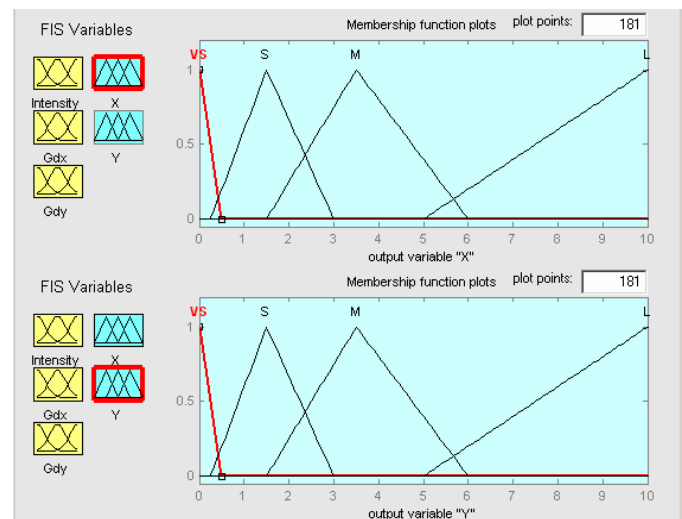 FIS Variables
Membership function plots plot points: 181
VS S M L
1
0.5
0
Intensity X
Gdx Y
Gdy
0 1 2 3 4 5 6 7 8 9 10
output variable "X"
FIS Variables
Membership function plots plot points: 181
VS S M L
1
0.5
0
Intensity X
Gdx Y
Gdy
0 1 2 3 4 5 6 7 8 9 10
output variable "Y"